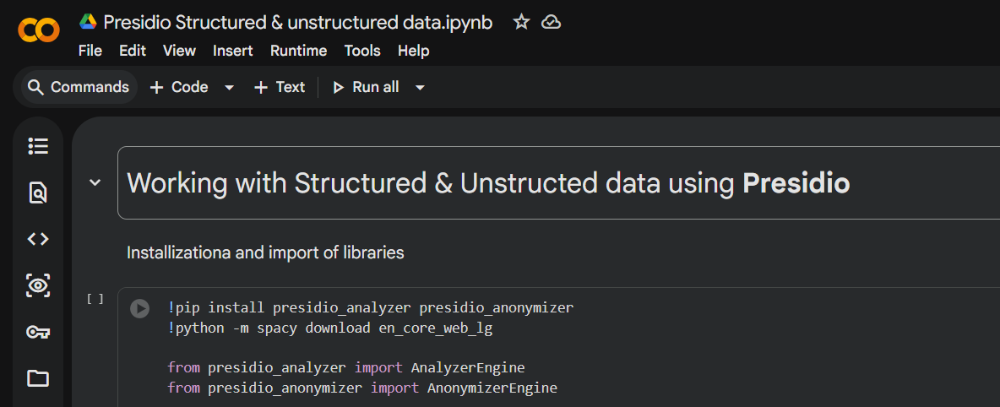 Presidio Structured & unstructured data.ipynb
File Edit View Insert Runtime Tools Help
Commands + Code + Text Run all
Working with Structured & Unstructed data using Presidio
Installizationa and import of libraries
[ ]
!pip install presidio_analyzer presidio_anonymizer
!python -m spacy download en_core_web_lg
from presidio_analyzer import AnalyzerEngine
from presidio_anonymizer import AnonymizerEngine